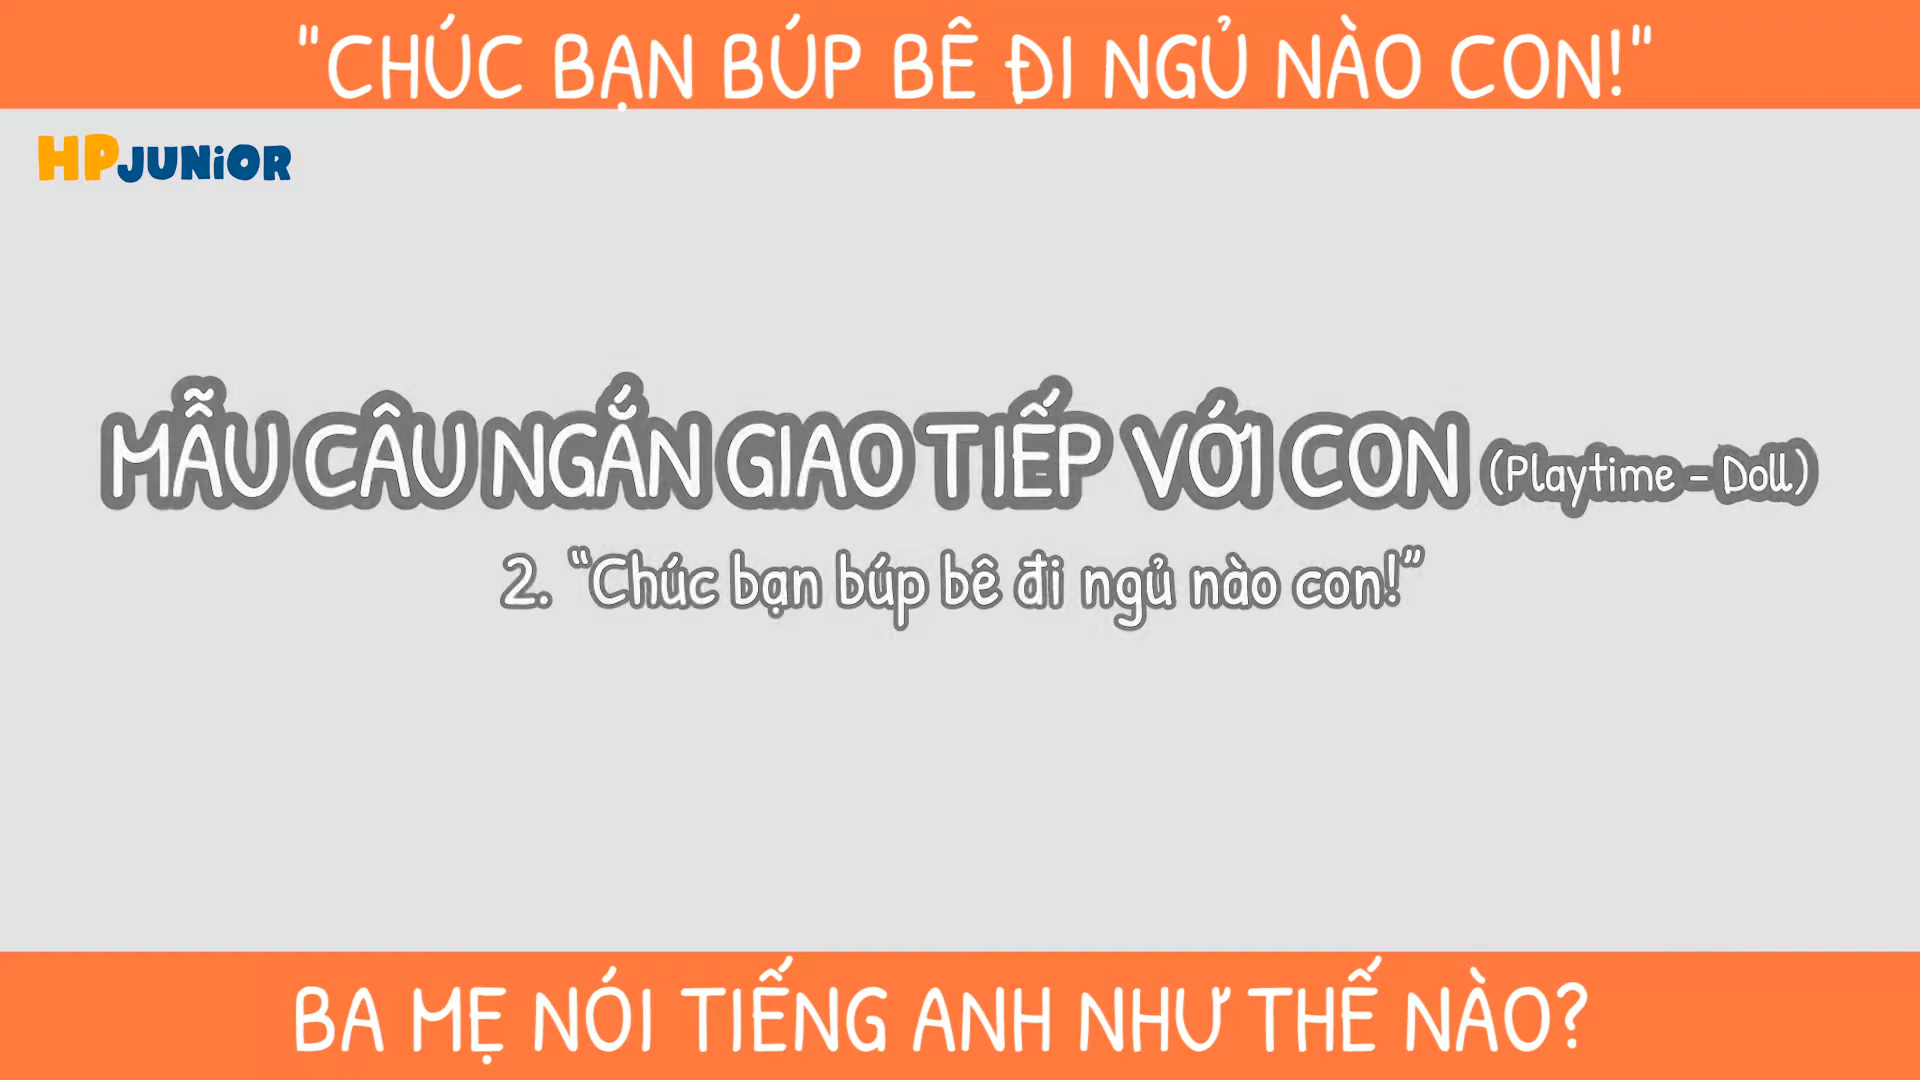 "CHÚC BẠN BÚP BÊ ĐI NGỦ NÀO CON!"
HPJUNiOR
MẪU CÂU NGẮN GIAO TIẾP VỚI CON (Playtime - Doll)
2. "Chúc bạn búp bê đi ngủ nào con!"
BA MẸ NÓI TIẾNG ANH NHƯ THẾ NÀO?